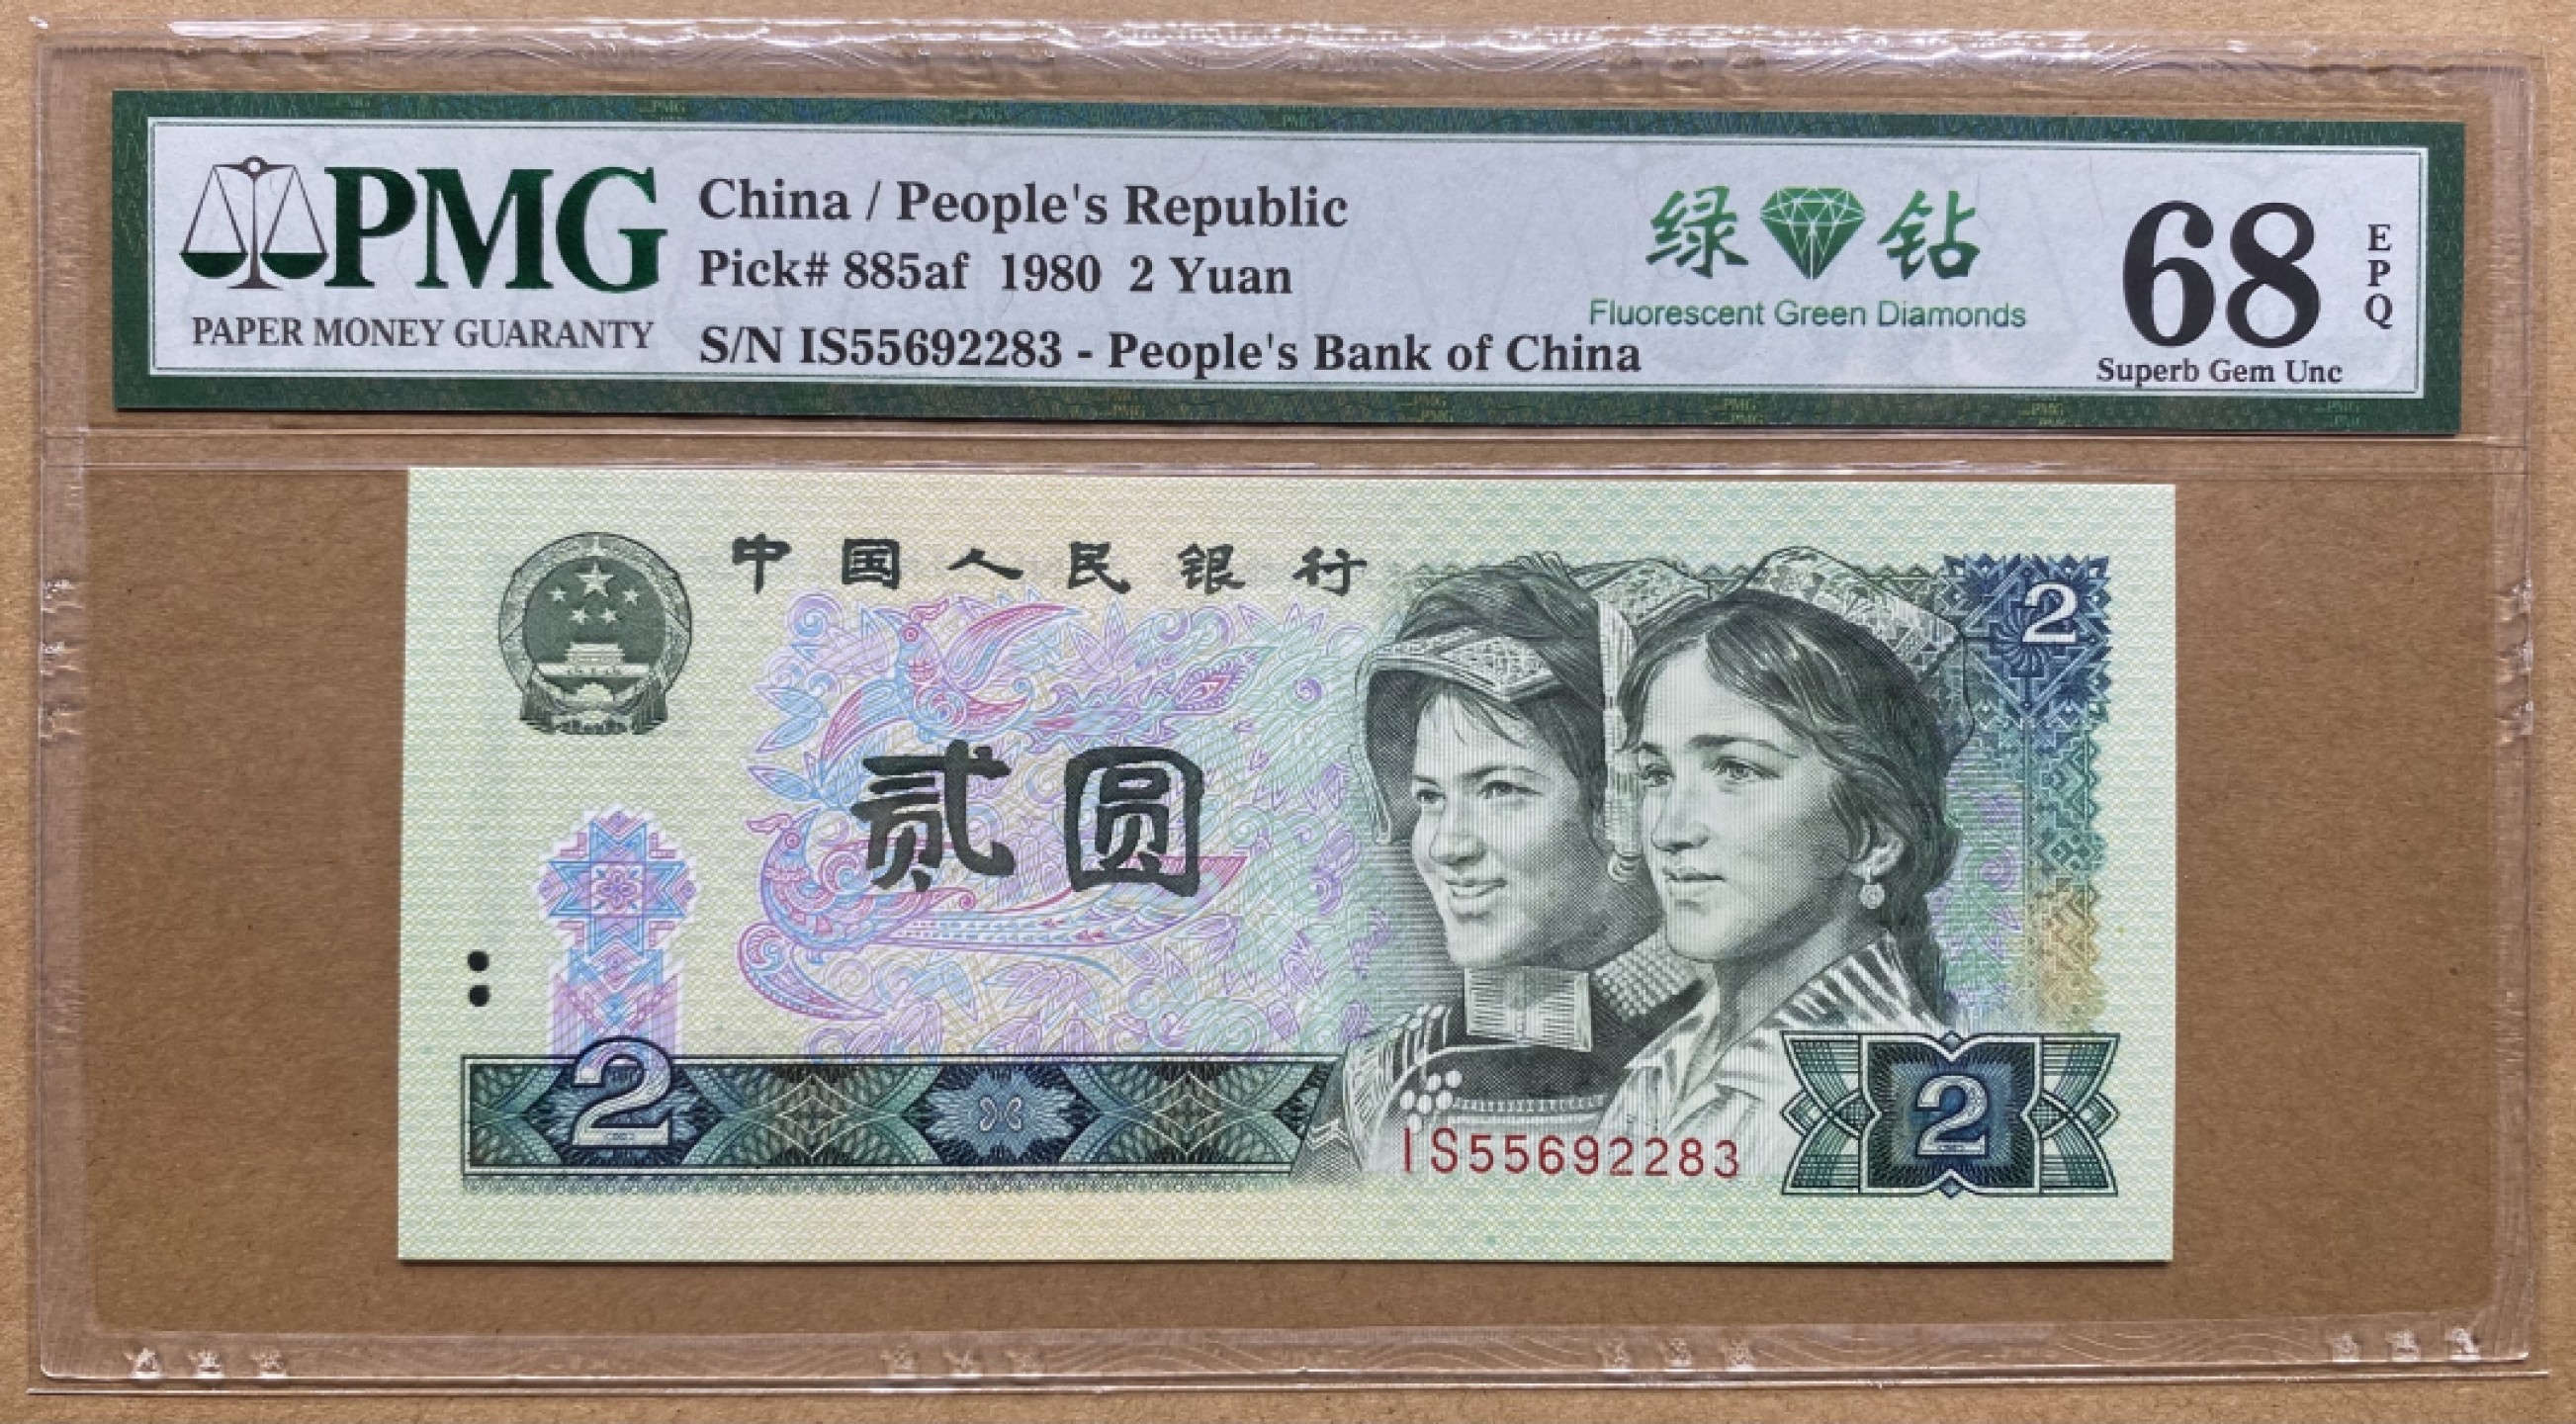 PMG
PAPER MONEY GUARANTY
China / People's Republic
Pick# 885af 1980 2 Yuan
S/N IS55692283 - People's Bank of China
绿 钻
Fluorescent Green Diamonds
68
EPQ
Superb Gem Unc
中国人民银行
2
贰圆
2
IS55692283
2